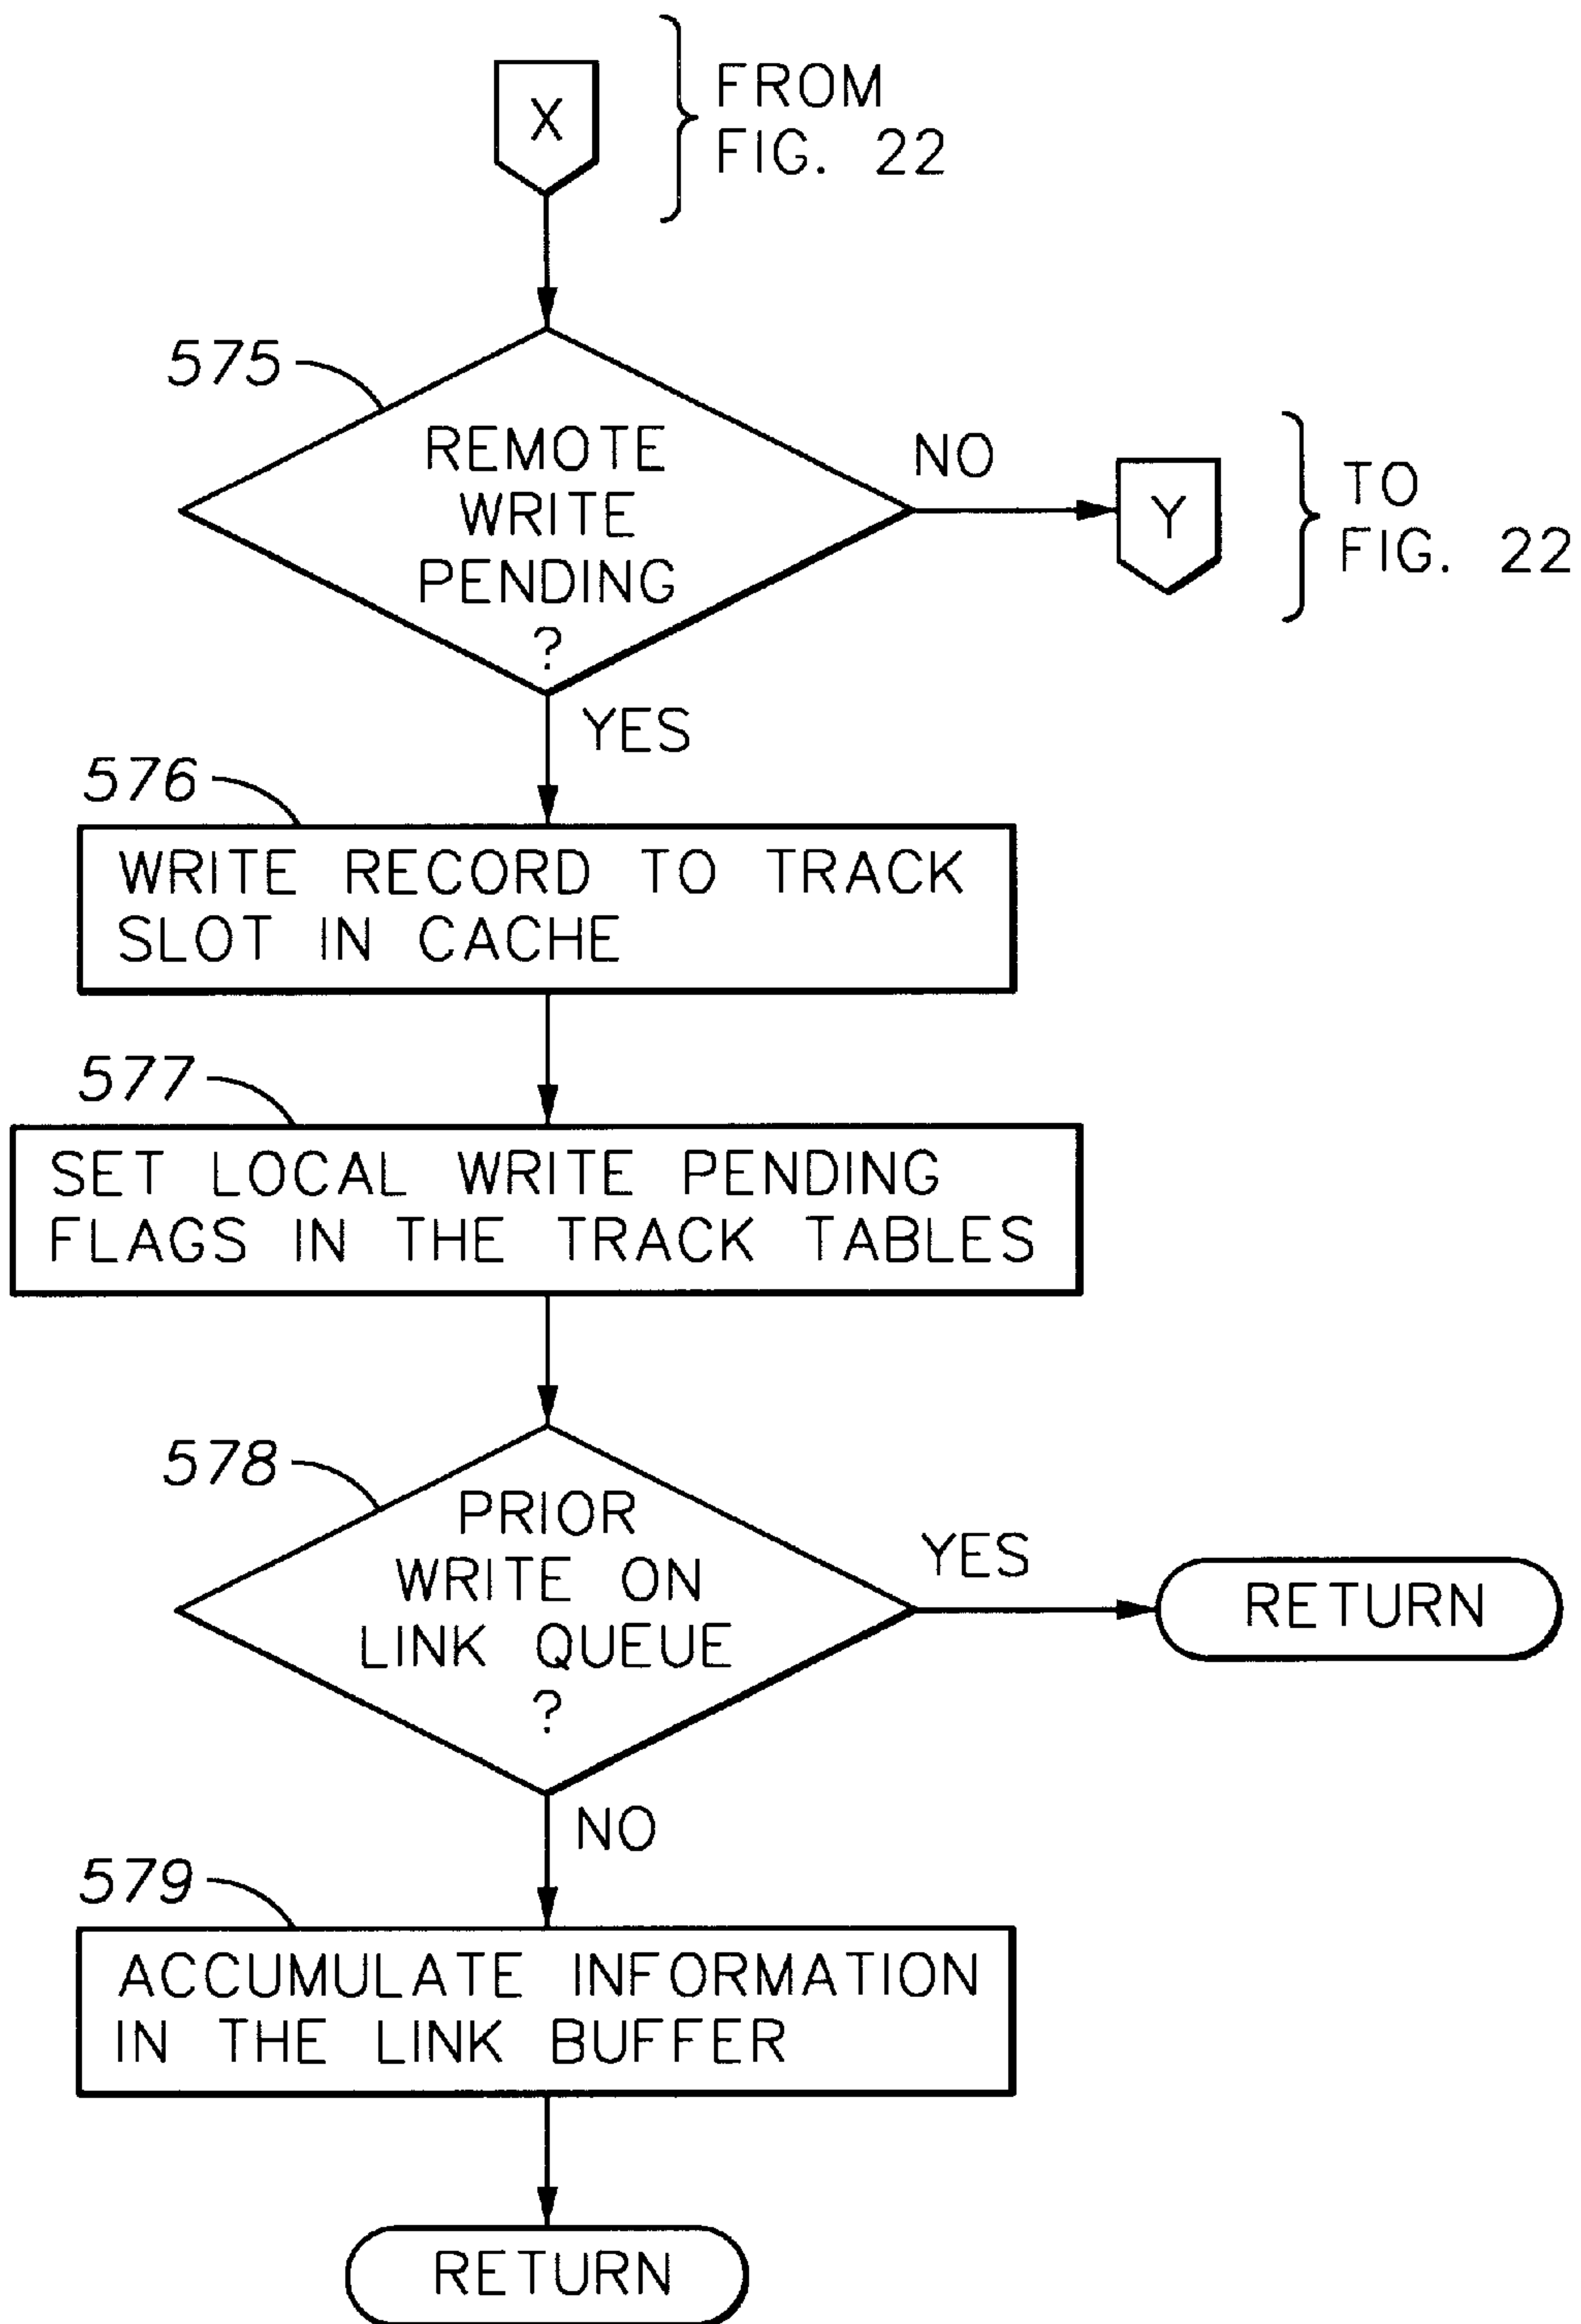 X
FROM
FIG. 22
575
REMOTE
WRITE
PENDING
?
NO
Y
TO
FIG. 22
YES
576
WRITE RECORD TO TRACK
SLOT IN CACHE
577
SET LOCAL WRITE PENDING
FLAGS IN THE TRACK TABLES
578
PRIOR
WRITE ON
LINK QUEUE
?
YES
RETURN
NO
579
ACCUMULATE INFORMATION
IN THE LINK BUFFER
RETURN